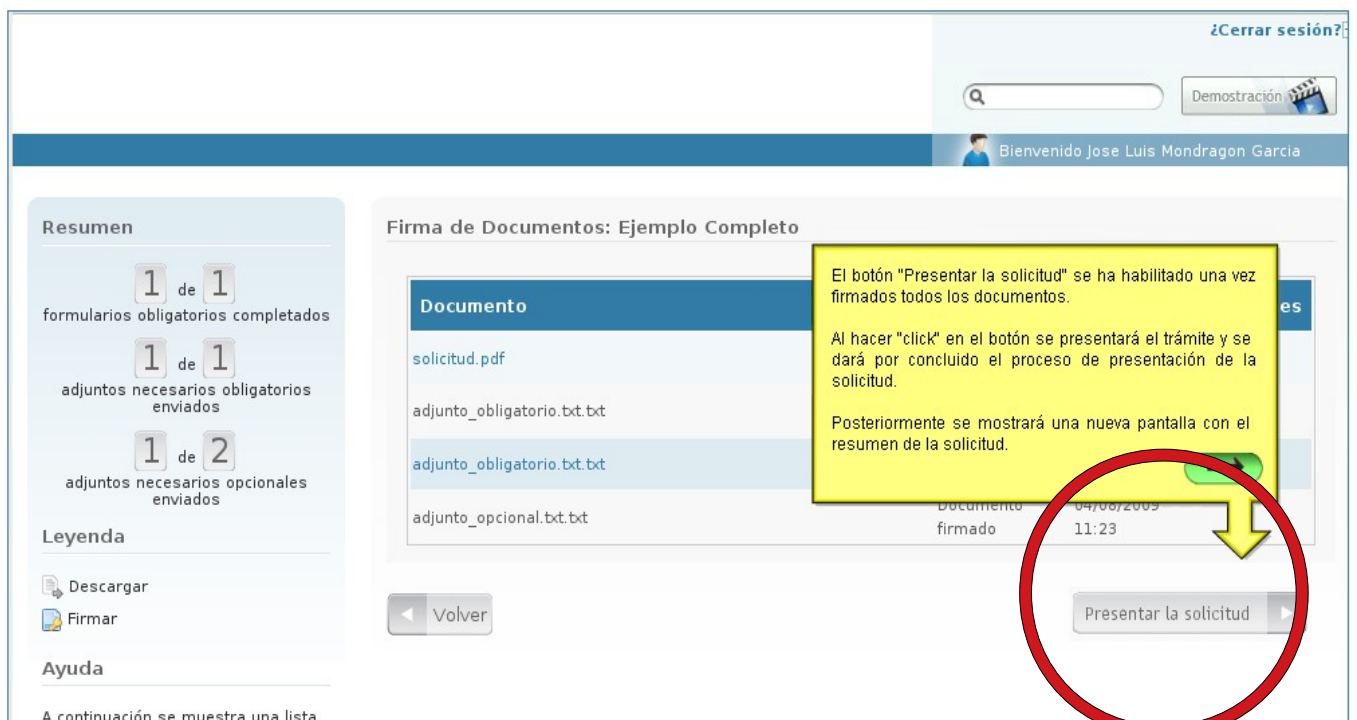 ¿Cerrar sesión?
Demostración
Bienvenido Jose Luis Mondragon Garcia
Resumen
1 de 1
formularios obligatorios completados
1 de 1
adjuntos necesarios obligatorios
enviados
1 de 2
adjuntos necesarios opcionales
enviados
Leyenda
Descargar
Firmar
Ayuda
A continuación se muestra una lista
Firma de Documentos: Ejemplo Completo
Documento
es
solicitud.pdf
adjunto_obligatorio.txt.txt
adjunto_obligatorio.txt.txt
adjunto_opcional.txt.txt
Documento 04/08/2009
firmado 11:23
El botón "Presentar la solicitud" se ha habilitado una vez
firmados todos los documentos.
Al hacer "click" en el botón se presentará el trámite y se
dará por concluido el proceso de presentación de la
solicitud.
Posteriormente se mostrará una nueva pantalla con el
resumen de la solicitud.
Volver
Presentar la solicitud